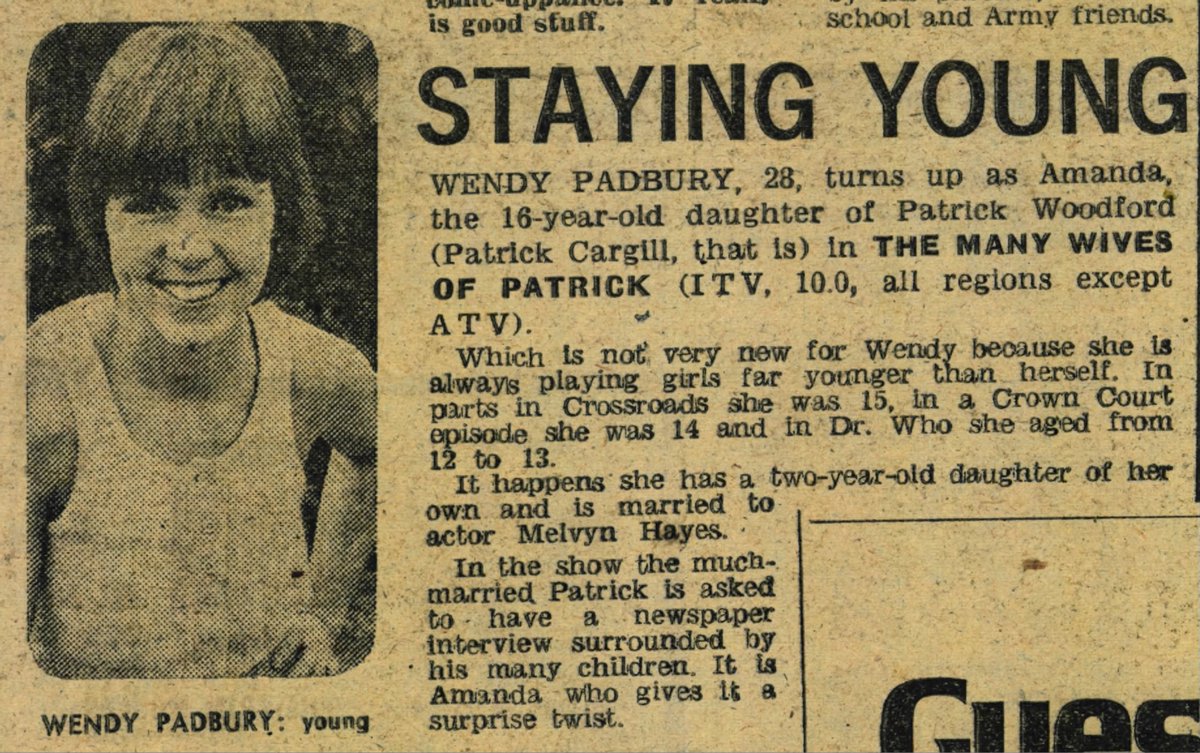 is good stuff.
school and Army friends.
STAYING YOUNG
WENDY PADBURY, 28, turns up as Amanda,
the 16-year-old daughter of Patrick Woodford
(Patrick Cargill, that is) in THE MANY WIVES
OF PATRICK (ITV, 10.0, all regions except
ATV).
Which is not very new for Wendy because she is
always playing girls far younger than herself. In
parts in Crossroads she was 15, in a Crown Court
episode she was 14 and in Dr. Who she aged from
12 to 13.
It happens she has a two-year-old daughter of her
own and is married to
actor Melvyn Hayes.
In the show the much-
married Patrick is asked
to have a newspaper
interview surrounded by
his many children. It is
Amanda who gives it a
surprise twist.
WENDY PADBURY: young
Gues